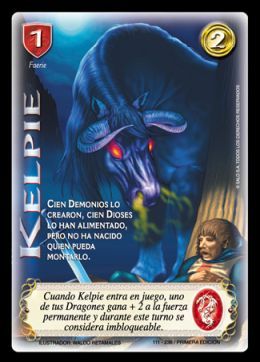 1
2
Faerie
KELPIE
CIEN DEMONIOS LO
CREARON, CIEN DIOSES
LO HAN ALIMENTADO,
PERO NO HA NACIDO
QUIEN PUEDA
MONTARLO.
Cuando Kelpie entra en juego, uno
de tus Dragones gana + 2 a la fuerza
permanente y durante este turno se
considera imbloqueable.
ILUSTRADOR: WALDO RETAMALES
111 - 236 / PRIMERA EDICIÓN